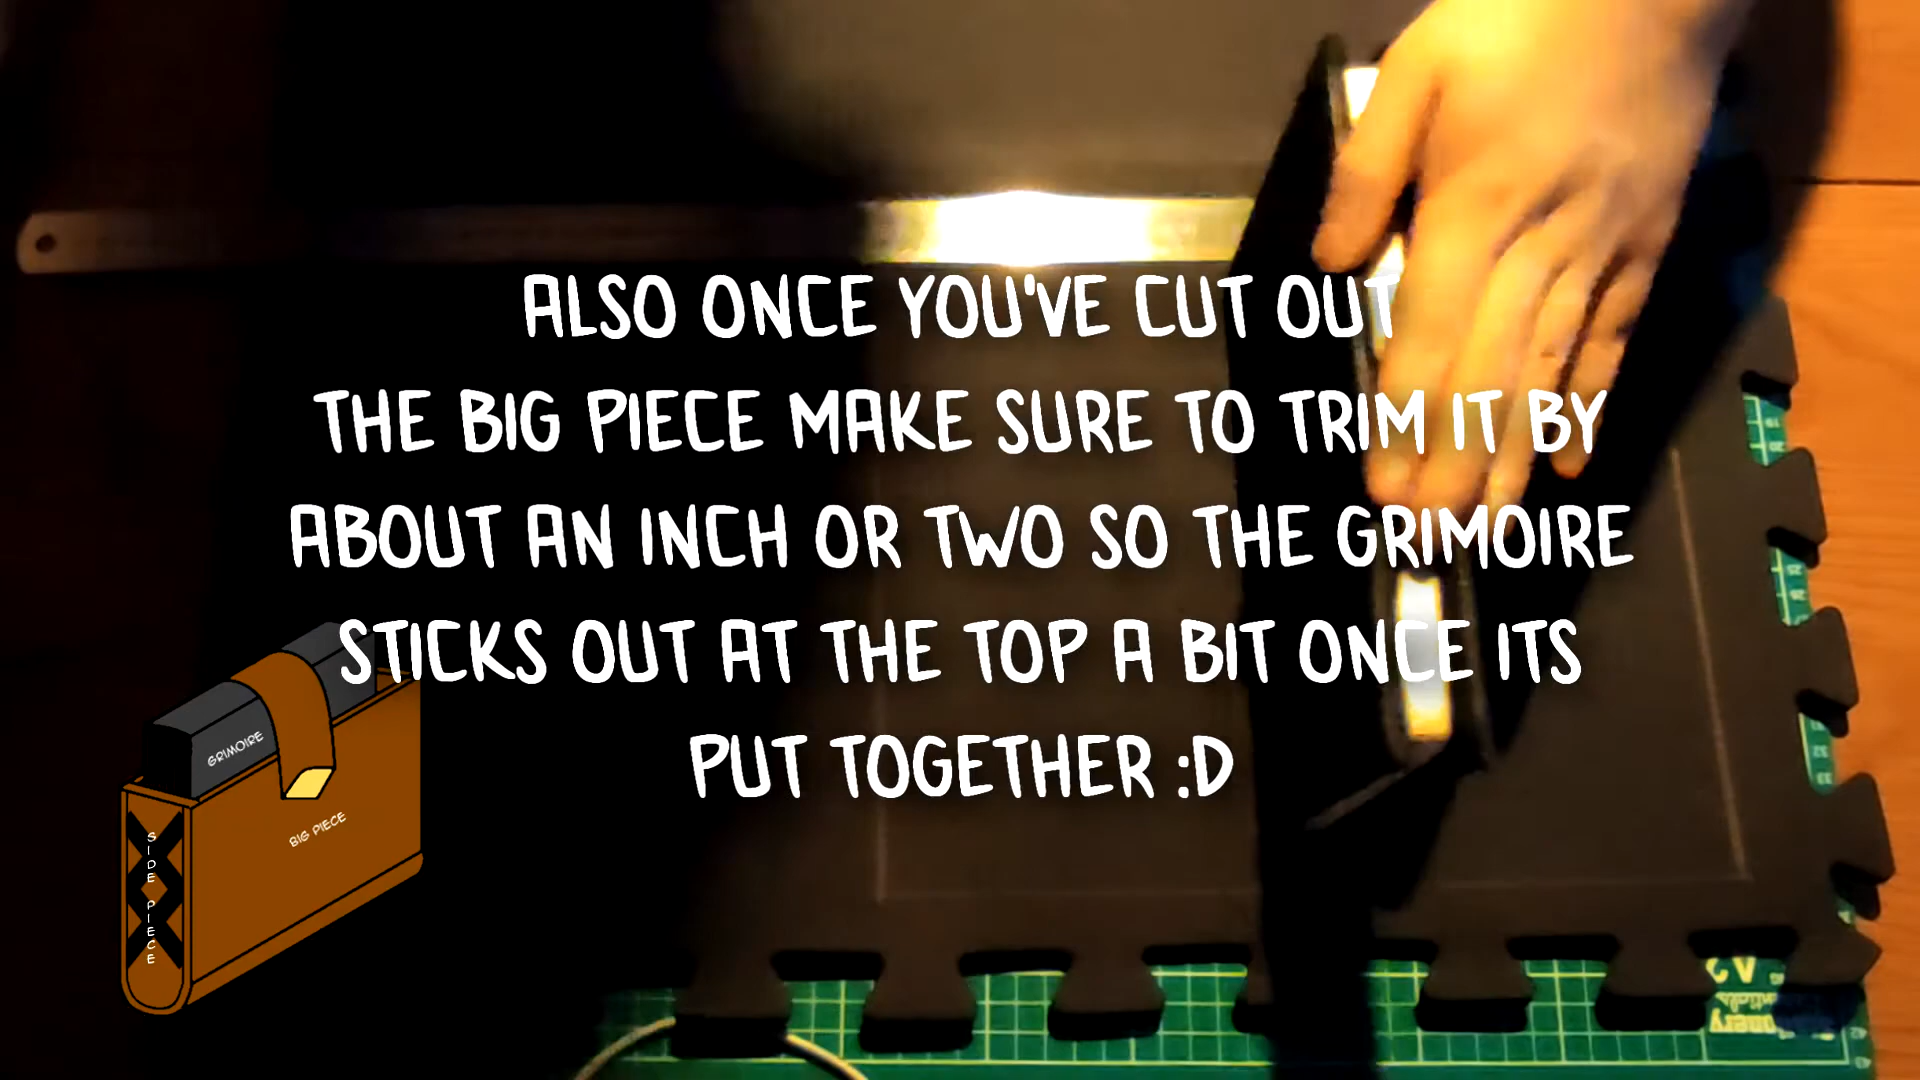 ALSO ONCE YOU'VE CUT OUT
THE BIG PIECE MAKE SURE TO TRIM IT BY
ABOUT AN INCH OR TWO SO THE GRIMOIRE
STICKS OUT AT THE TOP A BIT ONCE ITS
PUT TOGETHER :D
GRIMOIRE
BIG PIECE
SIDE PIECE